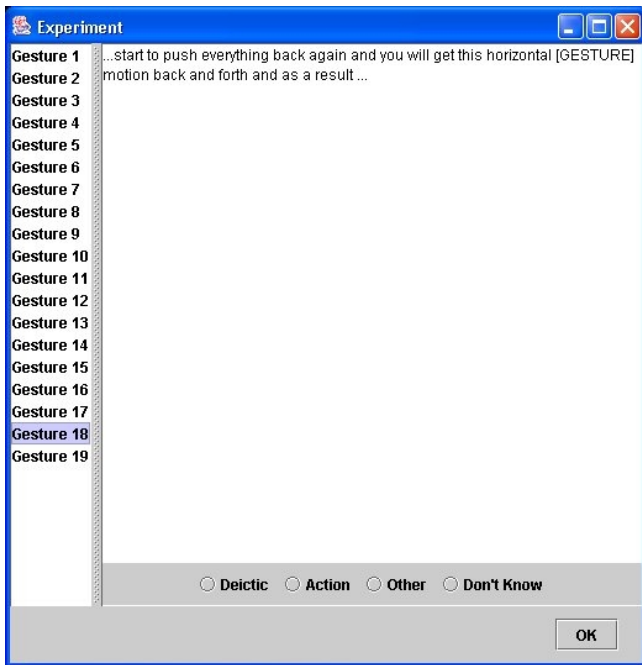 Experiment
Gesture 1
Gesture 2
Gesture 3
Gesture 4
Gesture 5
Gesture 6
Gesture 7
Gesture 8
Gesture 9
Gesture 10
Gesture 11
Gesture 12
Gesture 13
Gesture 14
Gesture 15
Gesture 16
Gesture 17
Gesture 18
Gesture 19
...start to push everything back again and you will get this horizontal [GESTURE]
motion back and forth and as a result ...
Deictic Action Other Don't Know
OK